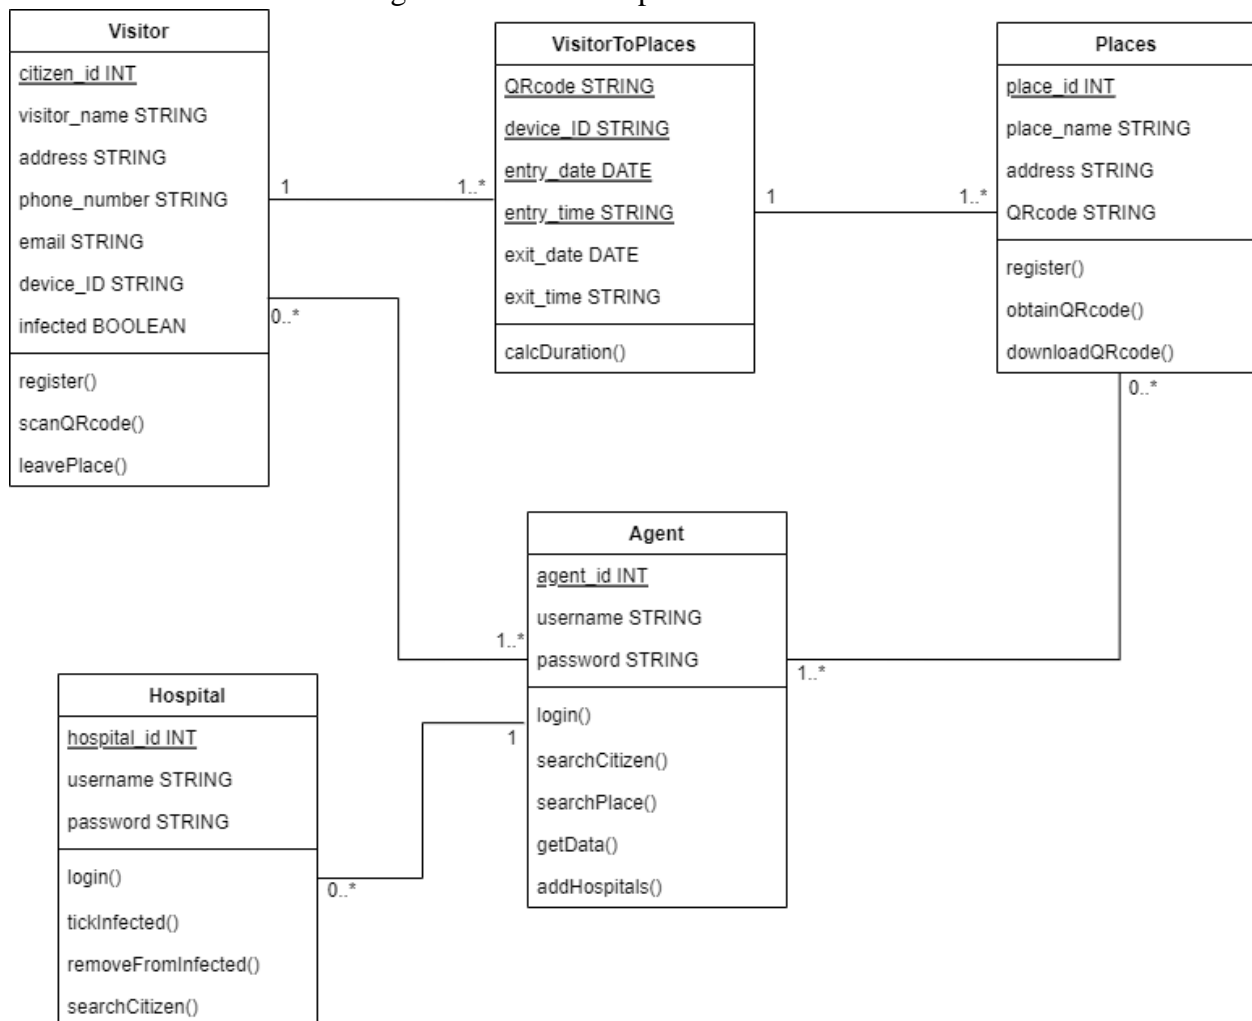 Visitor
citizen_id INT
visitor_name STRING
address STRING
phone_number STRING
email STRING
device_ID STRING
infected BOOLEAN
register()
scanQRcode()
leavePlace()
1
1..*
0..*
VisitorToPlaces
QRcode STRING
device_ID STRING
entry_date DATE
entry_time STRING
exit_date DATE
exit_time STRING
calcDuration()
1
1..*
Places
place_id INT
place_name STRING
address STRING
QRcode STRING
register()
obtainQRcode()
downloadQRcode()
0..*
Agent
agent_id INT
username STRING
password STRING
login()
searchCitizen()
searchPlace()
getData()
addHospitals()
1..*
1..*
1
Hospital
hospital_id INT
username STRING
password STRING
login()
tickInfected()
removeFromInfected()
searchCitizen()
0..*